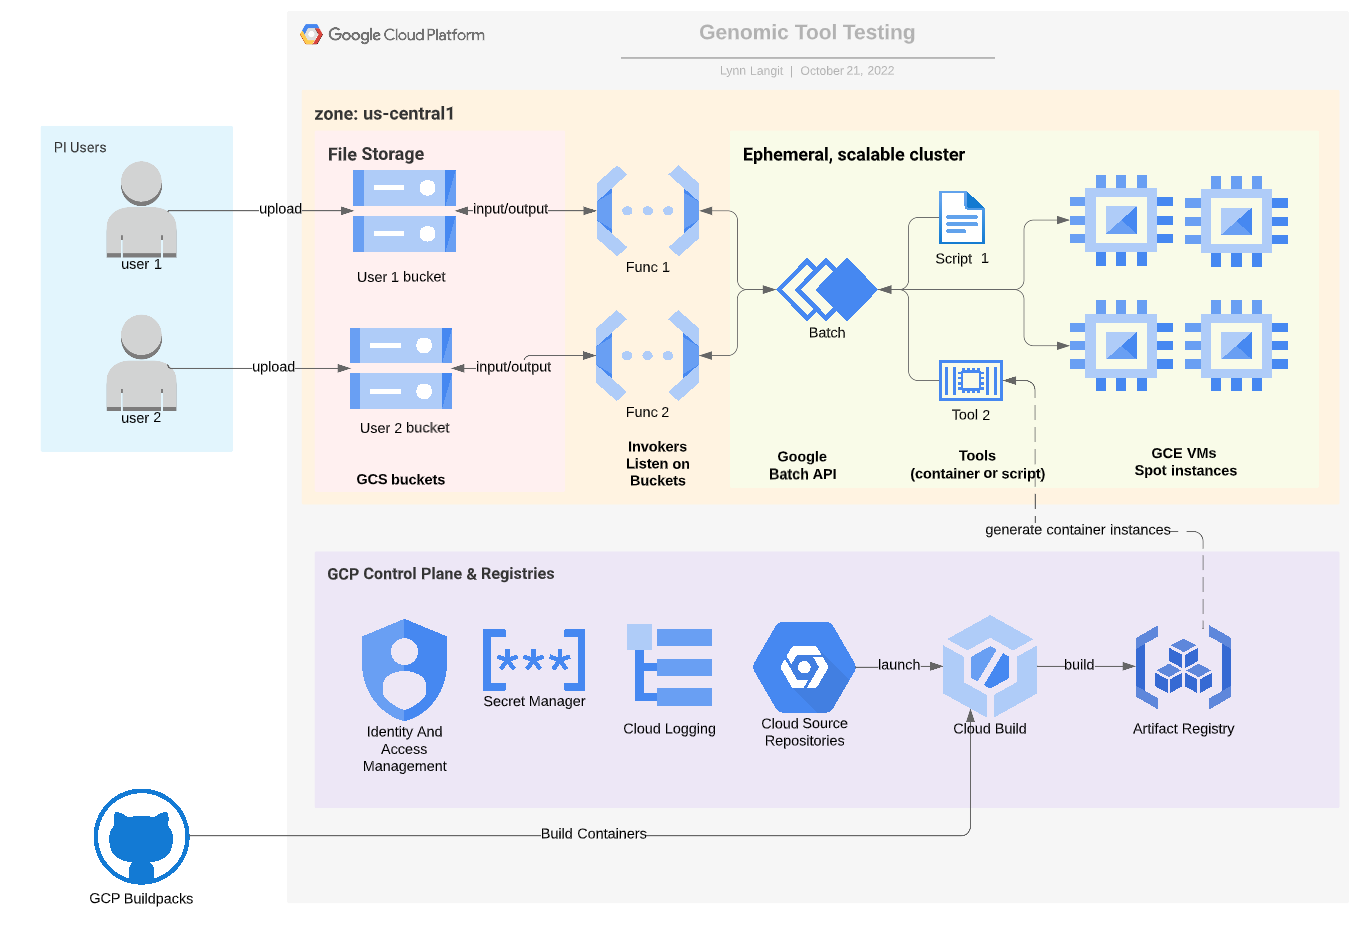 Google Cloud Platform
Genomic Tool Testing
Lynn Langit | October 21, 2022
zone: us-central1
PI Users
File Storage
Ephemeral, scalable cluster
upload
input/output
user 1
User 1 bucket
Func 1
Script 1
Batch
upload
input/output
user 2
User 2 bucket
Func 2
Tool 2
GCS buckets
Invokers
Listen on
Buckets
Google
Batch API
Tools
(container or script)
GCE VMs
Spot instances
generate container instances
GCP Control Plane & Registries
launch
build
Identity And
Access
Management
***
Secret Manager
Cloud Logging
Cloud Source
Repositories
Cloud Build
Artifact Registry
Build Containers
GCP Buildpacks